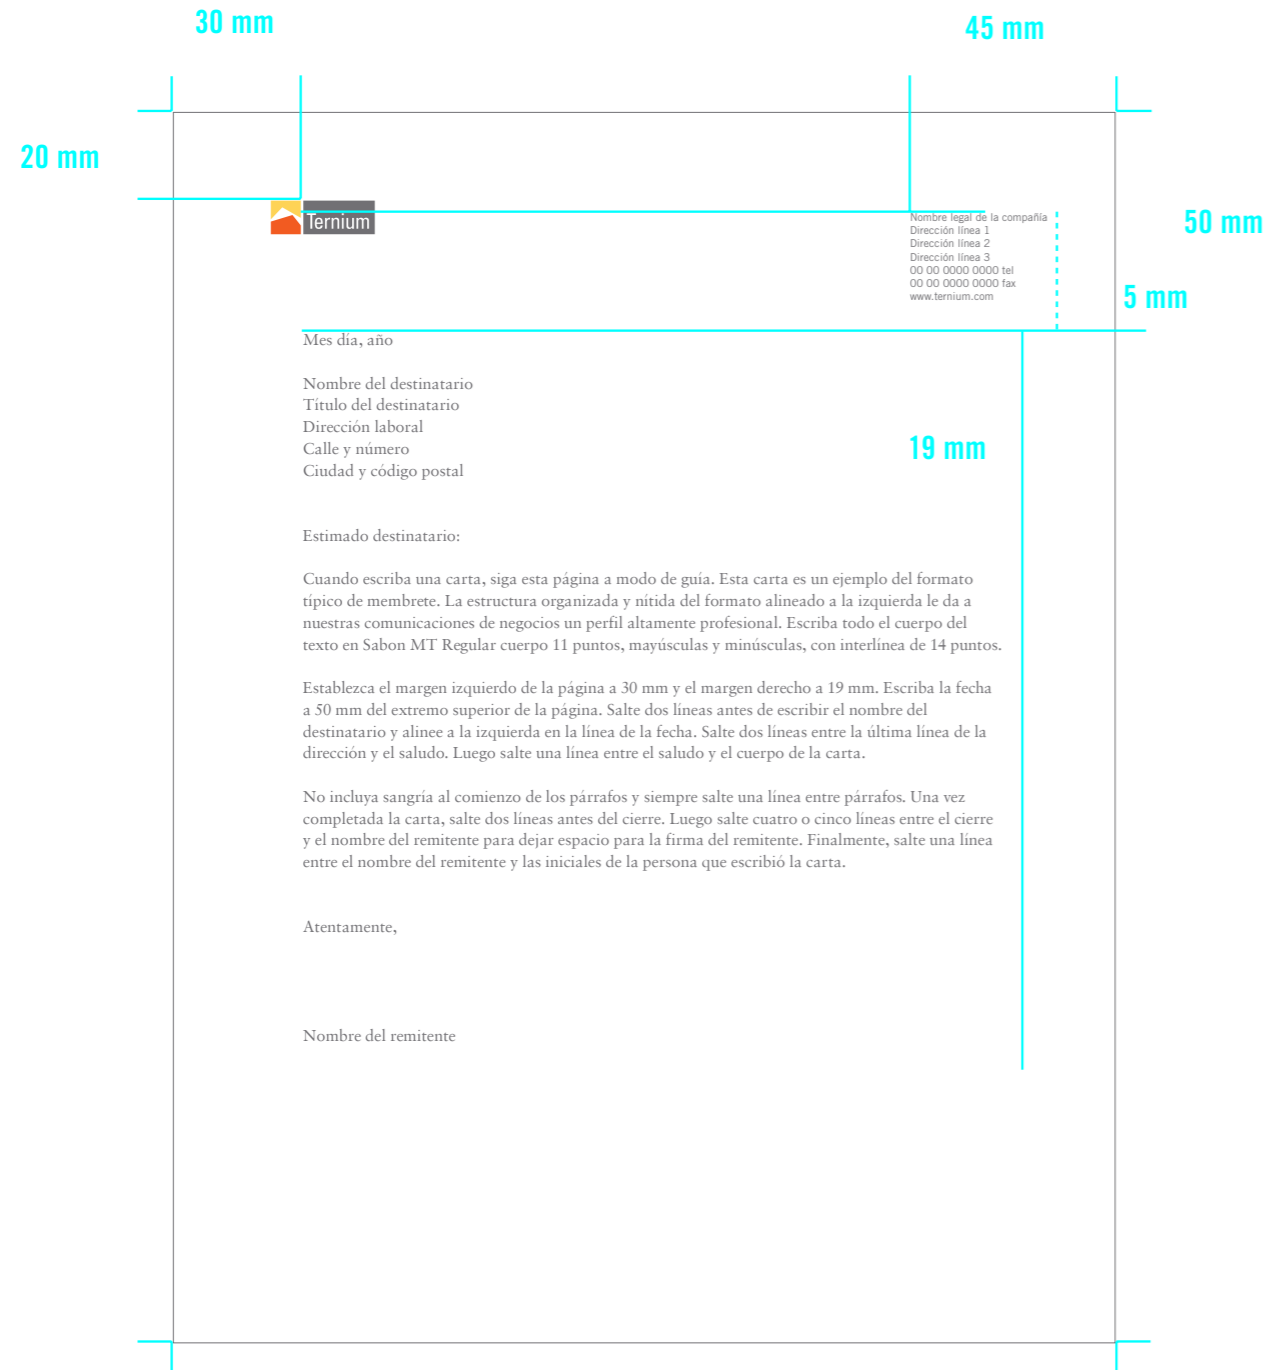 30 mm
45 mm
20 mm
Ternium
Nombre legal de la compañía
Dirección línea 1
Dirección línea 2
Dirección línea 3
00 00 0000 0000 tel
00 00 0000 0000 fax
www.ternium.com
50 mm
5 mm
Mes día, año
Nombre del destinatario
Título del destinatario
Dirección laboral
Calle y número
Ciudad y código postal
19 mm
Estimado destinatario:
Cuando escriba una carta, siga esta página a modo de guía. Esta carta es un ejemplo del formato
típico de membrete. La estructura organizada y nítida del formato alineado a la izquierda le da a
nuestras comunicaciones de negocios un perfil altamente profesional. Escriba todo el cuerpo del
texto en Sabon MT Regular cuerpo 11 puntos, mayúsculas y minúsculas, con interlínea de 14 puntos.
Establezca el margen izquierdo de la página a 30 mm y el margen derecho a 19 mm. Escriba la fecha
a 50 mm del extremo superior de la página. Salte dos líneas antes de escribir el nombre del
destinatario y alinee a la izquierda en la línea de la fecha. Salte dos líneas entre la última línea de la
dirección y el saludo. Luego salte una línea entre el saludo y el cuerpo de la carta.
No incluya sangría al comienzo de los párrafos y siempre salte una línea entre párrafos. Una vez
completada la carta, salte dos líneas antes del cierre. Luego salte cuatro o cinco líneas entre el cierre
y el nombre del remitente para dejar espacio para la firma del remitente. Finalmente, salte una línea
entre el nombre del remitente y las iniciales de la persona que escribió la carta.
Atentamente,
Nombre del remitente